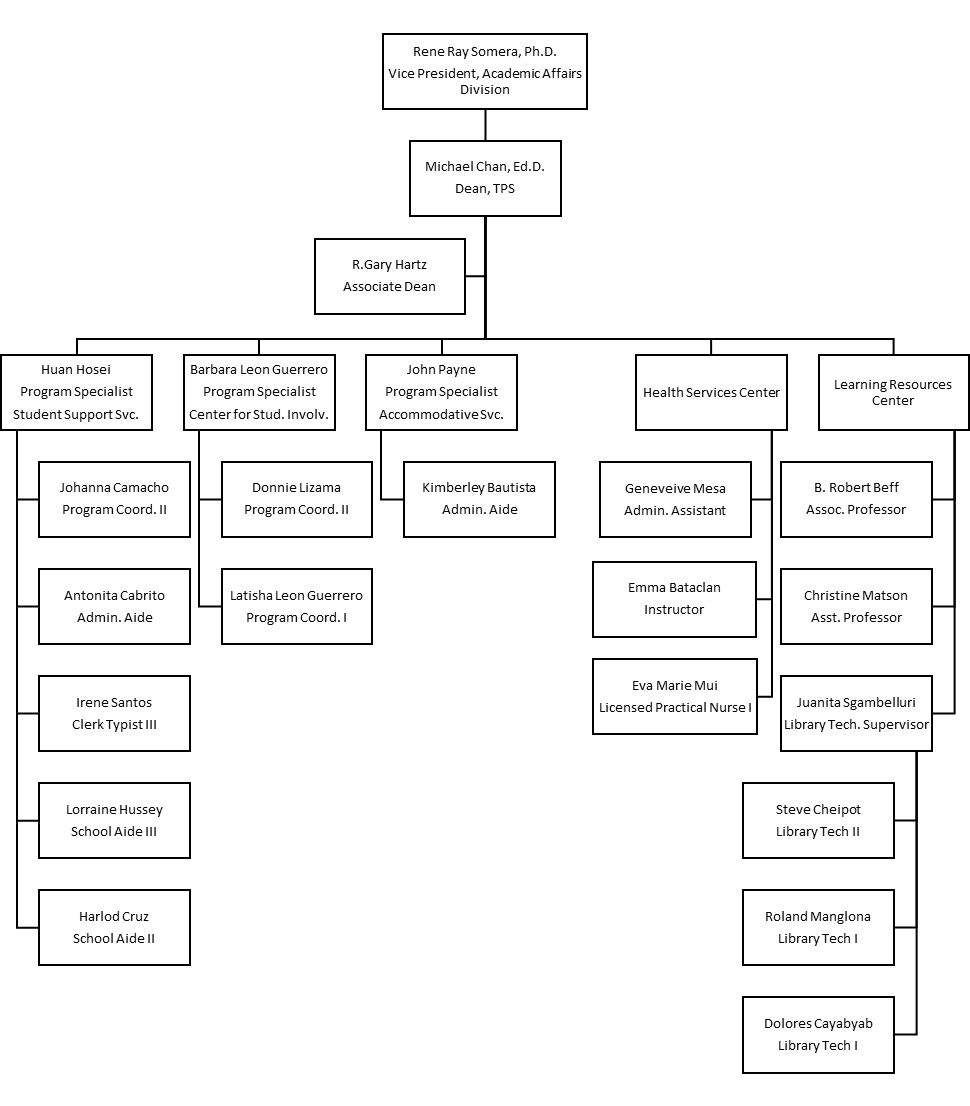 Rene Ray Somera, Ph.D.
Vice President, Academic Affairs
Division
Michael Chan, Ed.D.
Dean, TPS
R.Gary Hartz
Associate Dean
Huan Hosei
Program Specialist
Student Support Svc.
Barbara Leon Guerrero
Program Specialist
Center for Stud. Involv.
John Payne
Program Specialist
Accommodative Svc.
Health Services Center
Learning Resources
Center
Johanna Camacho
Program Coord. II
Donnie Lizama
Program Coord. II
Kimberley Bautista
Admin. Aide
Geneveive Mesa
Admin. Assistant
B. Robert Beff
Assoc. Professor
Antonita Cabrito
Admin. Aide
Latisha Leon Guerrero
Program Coord. I
Emma Bataclan
Instructor
Christine Matson
Asst. Professor
Irene Santos
Clerk Typist III
Eva Marie Mui
Licensed Practical Nurse I
Juanita Sgambelluri
Library Tech. Supervisor
Lorraine Hussey
School Aide III
Steve Cheipot
Library Tech II
Harlod Cruz
School Aide II
Roland Manglona
Library Tech I
Dolores Cayabyab
Library Tech I